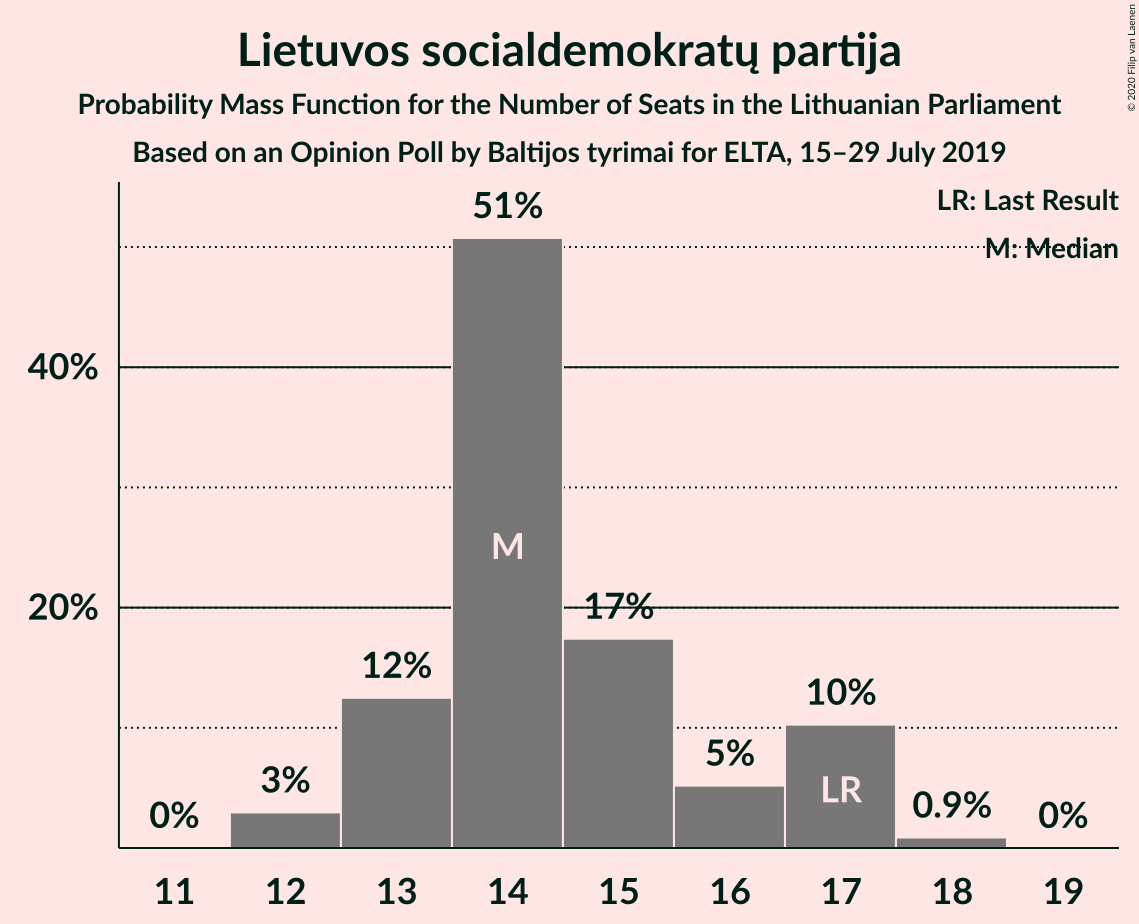 Lietuvos socialdemokratų partija
Probability Mass Function for the Number of Seats in the Lithuanian Parliament
Based on an Opinion Poll by Baltijos tyrimai for ELTA, 15–29 July 2019
© 2020 Filip van Laenen
LR: Last Result
M: Median
51%
40%
M
20%
17%
12%
10%
5%
3%
LR
0.9%
0%
0%
11 12 13 14 15 16 17 18 19